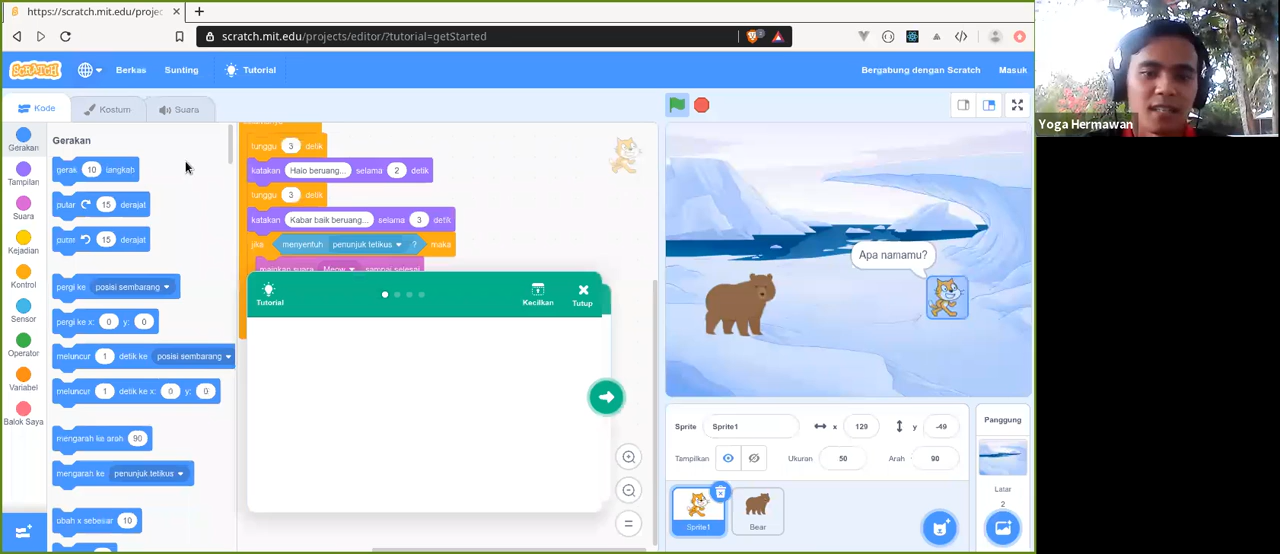 https://scratch.mit.edu/projec
scratch.mit.edu/projects/editor/?tutorial=getStarted
SCRATCH
Berkas
Sunting
Tutorial
Bergabung dengan Scratch
Masuk
Kode
Kostum
Suara
Yoga Hermawan
Gerakan
Tampilan
Suara
Kejadian
Kontrol
Sensor
Operator
Variabel
Balok Saya
Gerakan
gerak 10 langkah
putar 15 derajat
putar 15 derajat
pergi ke posisi sembarang
pergi ke x: 0 y: 0
meluncur 1 detik ke posisi sembarang
meluncur 1 detik ke x: 0 y: 0
mengarah ke arah 90
mengarah ke penunjuk tetikus
ubah x sebesar 10
tunggu 3 detik
katakan Halo beruang... selama 2 detik
tunggu 3 detik
katakan Kabar baik beruang... selama 3 detik
jika menyentuh penunjuk tetikus ? maka
mainkan suara Meow sampai selesai
Tutorial
Kecilkan
Tutup
Apa namamu?
Sprite Sprite1 x 129 y -49
Tampilkan Ukuran 50 Arah 90
Sprite1
Bear
Panggung
Latar
2